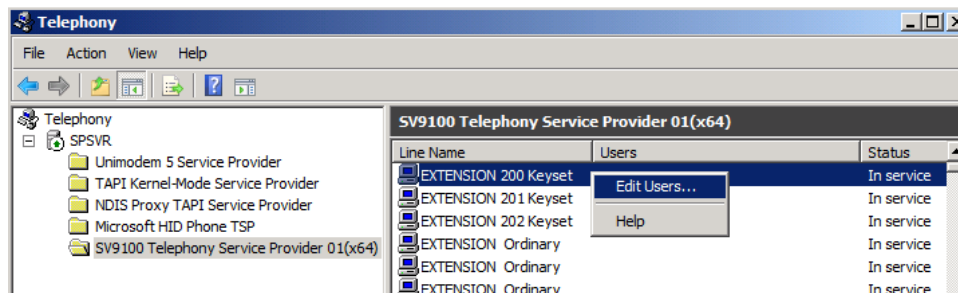 Telephony
File Action View Help
Telephony
SPSVR
Unimodem 5 Service Provider
TAPI Kernel-Mode Service Provider
NDIS Proxy TAPI Service Provider
Microsoft HID Phone TSP
SV9100 Telephony Service Provider 01(x64)
SV9100 Telephony Service Provider 01(x64)
Line Name Users Status
EXTENSION 200 Keyset In service
EXTENSION 201 Keyset In service
EXTENSION 202 Keyset In service
EXTENSION Ordinary In service
EXTENSION Ordinary In service
EXTENSION Ordinary In service
Edit Users...
Help